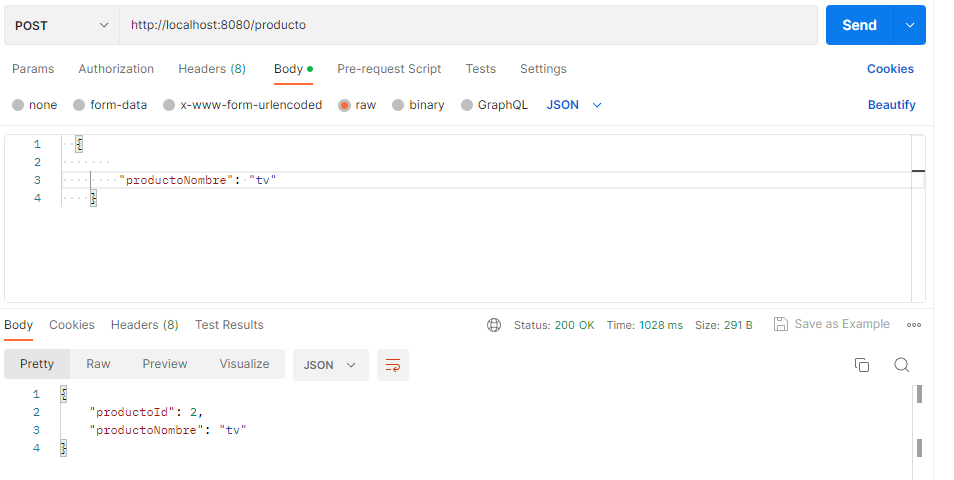 POST http://localhost:8080/producto Send
Params Authorization Headers (8) Body Pre-request Script Tests Settings Cookies
none form-data x-www-form-urlencoded raw binary GraphQL JSON Beautify
1 {
2
3 "productoNombre": "tv"
4 }
Body Cookies Headers (8) Test Results Status: 200 OK Time: 1028 ms Size: 291 B Save as Example
Pretty Raw Preview Visualize JSON
1 {
2 "productoId": 2,
3 "productoNombre": "tv"
4 }